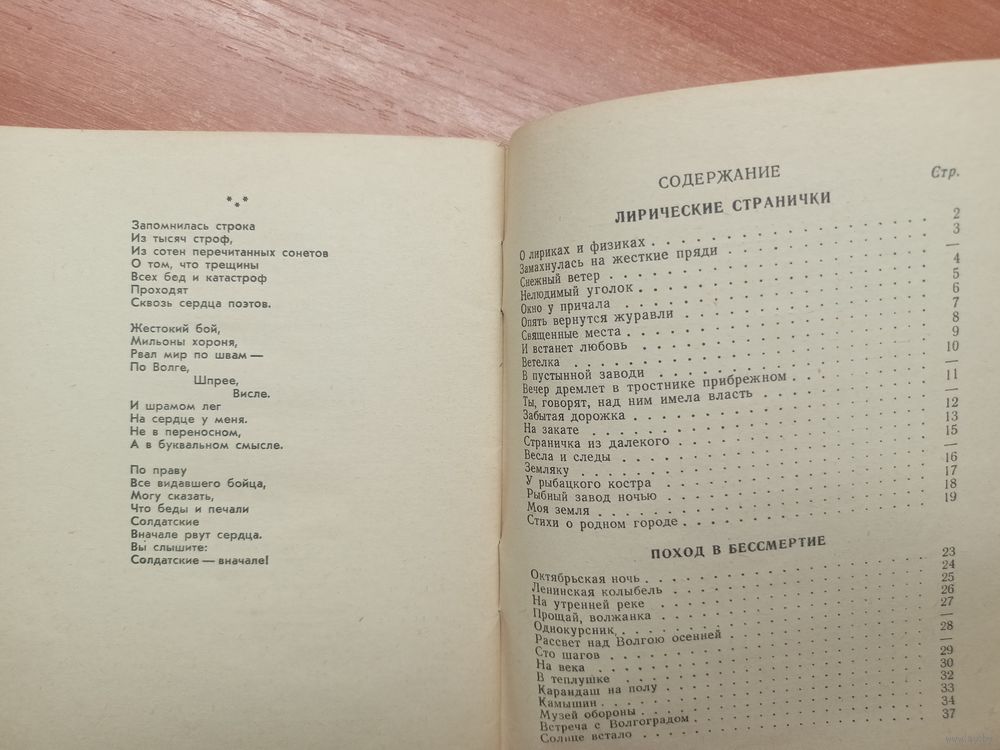 * * *
Запомнилась строка
Из тысяч строф,
Из сотен перечитанных сонетов
О том, что трещины
Всех бед и катастроф
Проходят
Сквозь сердца поэтов.
Жестокий бой,
Мильоны хороня,
Рвал мир по швам —
По Волге,
Шпрее,
Висле.
И шрамом лег
На сердце у меня.
Не в переносном,
А в буквальном смысле.
По праву
Все видавшего бойца,
Могу сказать,
Что беды и печали
Солдатские
Вначале рвут сердца.
Вы слышите:
Солдатские — вначале!
СОДЕРЖАНИЕ
Стр.
ЛИРИЧЕСКИЕ СТРАНИЧКИ
О лириках и физиках . . . 2
Замахнулась на жесткие пряди . . . 3
Снежный ветер . . . —
Нелюдимый уголок . . . 4
Окно у причала . . . 5
Опять вернутся журавли . . . 6
Священные места . . . 7
И встанет любовь . . . 8
Ветелка . . . 9
В пустынной заводи . . . 10
Вечер дремлет в тростнике прибрежном . . . —
Ты, говорят, над ним имела власть . . . 11
Забытая дорожка . . . —
На закате . . . 12
Страничка из далекого . . . 13
Весла и следы . . . 15
Земляку . . . —
У рыбацкого костра . . . 16
Рыбный завод ночью . . . 17
Моя земля . . . 18
Стихи о родном городе . . . 19
ПОХОД В БЕССМЕРТИЕ
Октябрьская ночь . . . 23
Ленинская колыбель . . . 24
На утренней реке . . . 25
Прощай, волжанка . . . 26
Однокурсник . . . 27
Рассвет над Волгою осенней . . . —
Сто шагов . . . 28
На века . . . —
В теплушке . . . 29
Карандаш на полу . . . 30
Камышин . . . 32
Музей обороны . . . 33
Встреча с Волгоградом . . . 34
Солнце встало . . . 37